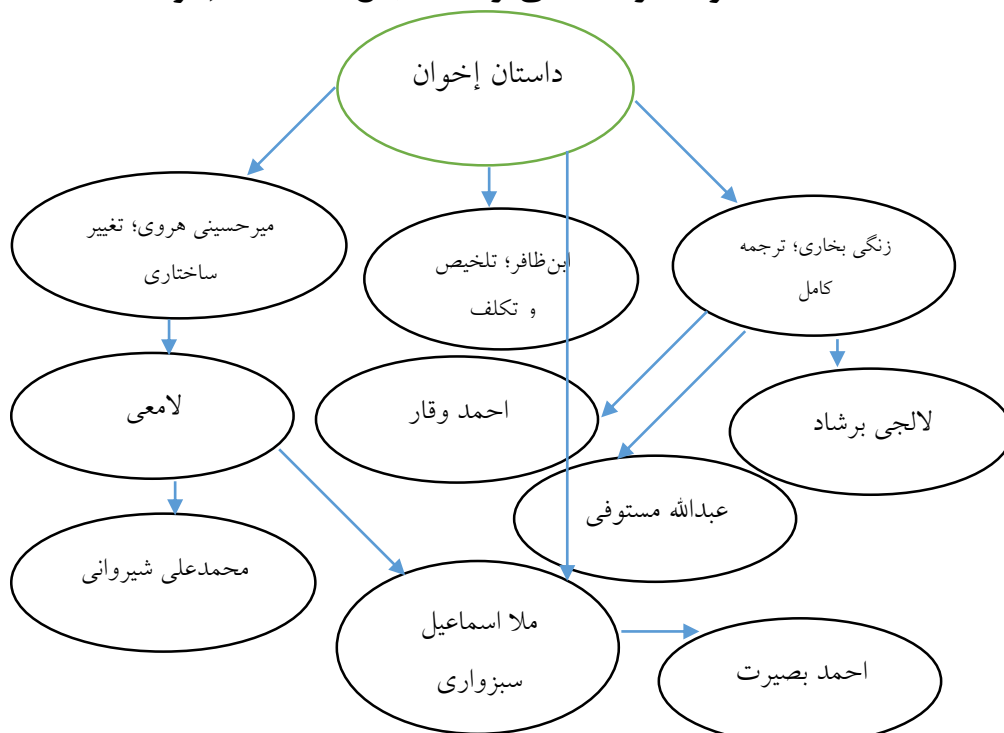 داستان إخوان
میرحسینی هروی؛ تغییر
ساختاری
ابن‌ظافر؛ تلخیص
و تکلف
زنگی بخاری؛ ترجمه
کامل
لامعی
احمد وقار
لالجی برشاد
عبدالله مستوفی
محمدعلی شیروانی
ملا اسماعیل
سبزواری
احمد بصیرت